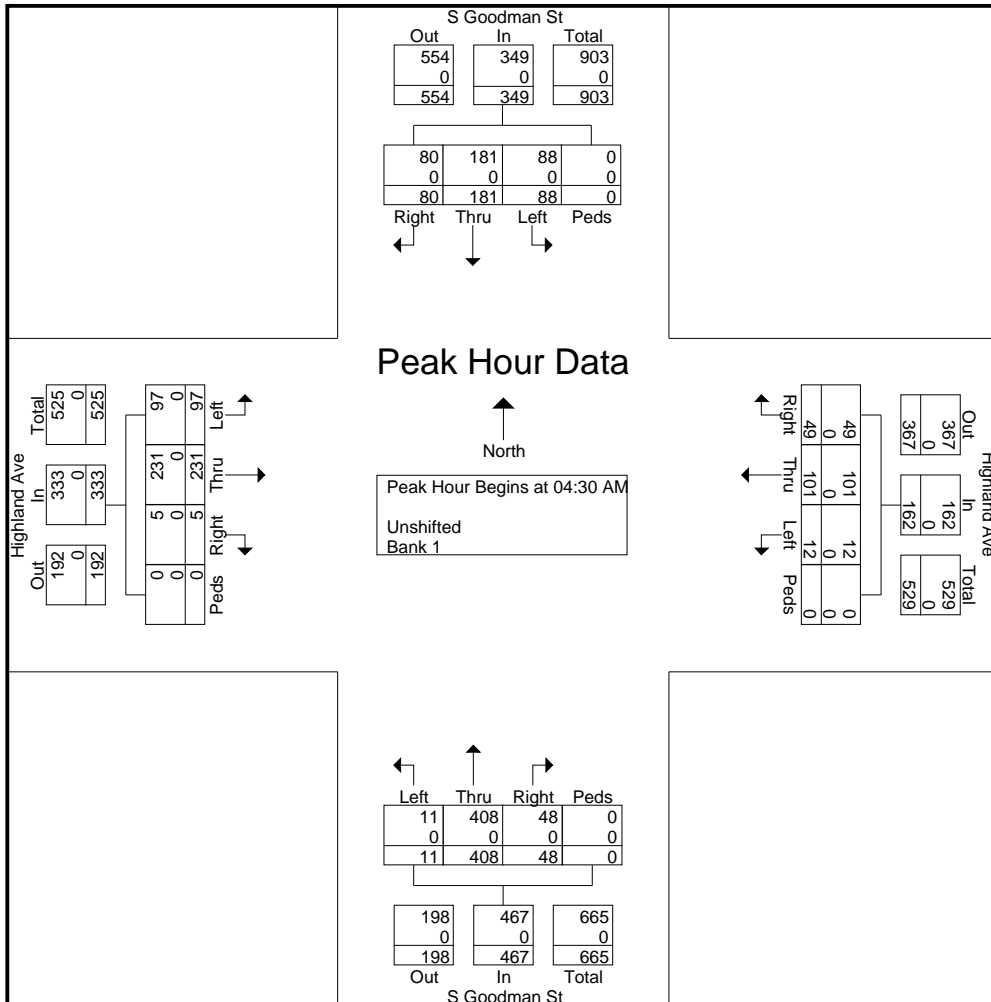 S Goodman St
Out In Total
554 349 903
0 0 0
554 349 903
80 181 88 0
0 0 0 0
80 181 88 0
Right Thru Left Peds
Peak Hour Data
North
Peak Hour Begins at 04:30 AM
Unshifted
Bank 1
Highland Ave
Total In Out
525 333 192
0 0 0
525 333 192
97 231 5 0
0 0 0 0
97 231 5 0
Left Thru Right Peds
Highland Ave
Out In Total
367 162 529
0 0 0
367 162 529
49 101 12 0
0 0 0 0
49 101 12 0
Right Thru Left Peds
Left Thru Right Peds
11 408 48 0
0 0 0 0
11 408 48 0
198 467 665
0 0 0
198 467 665
Out In Total
S Goodman St